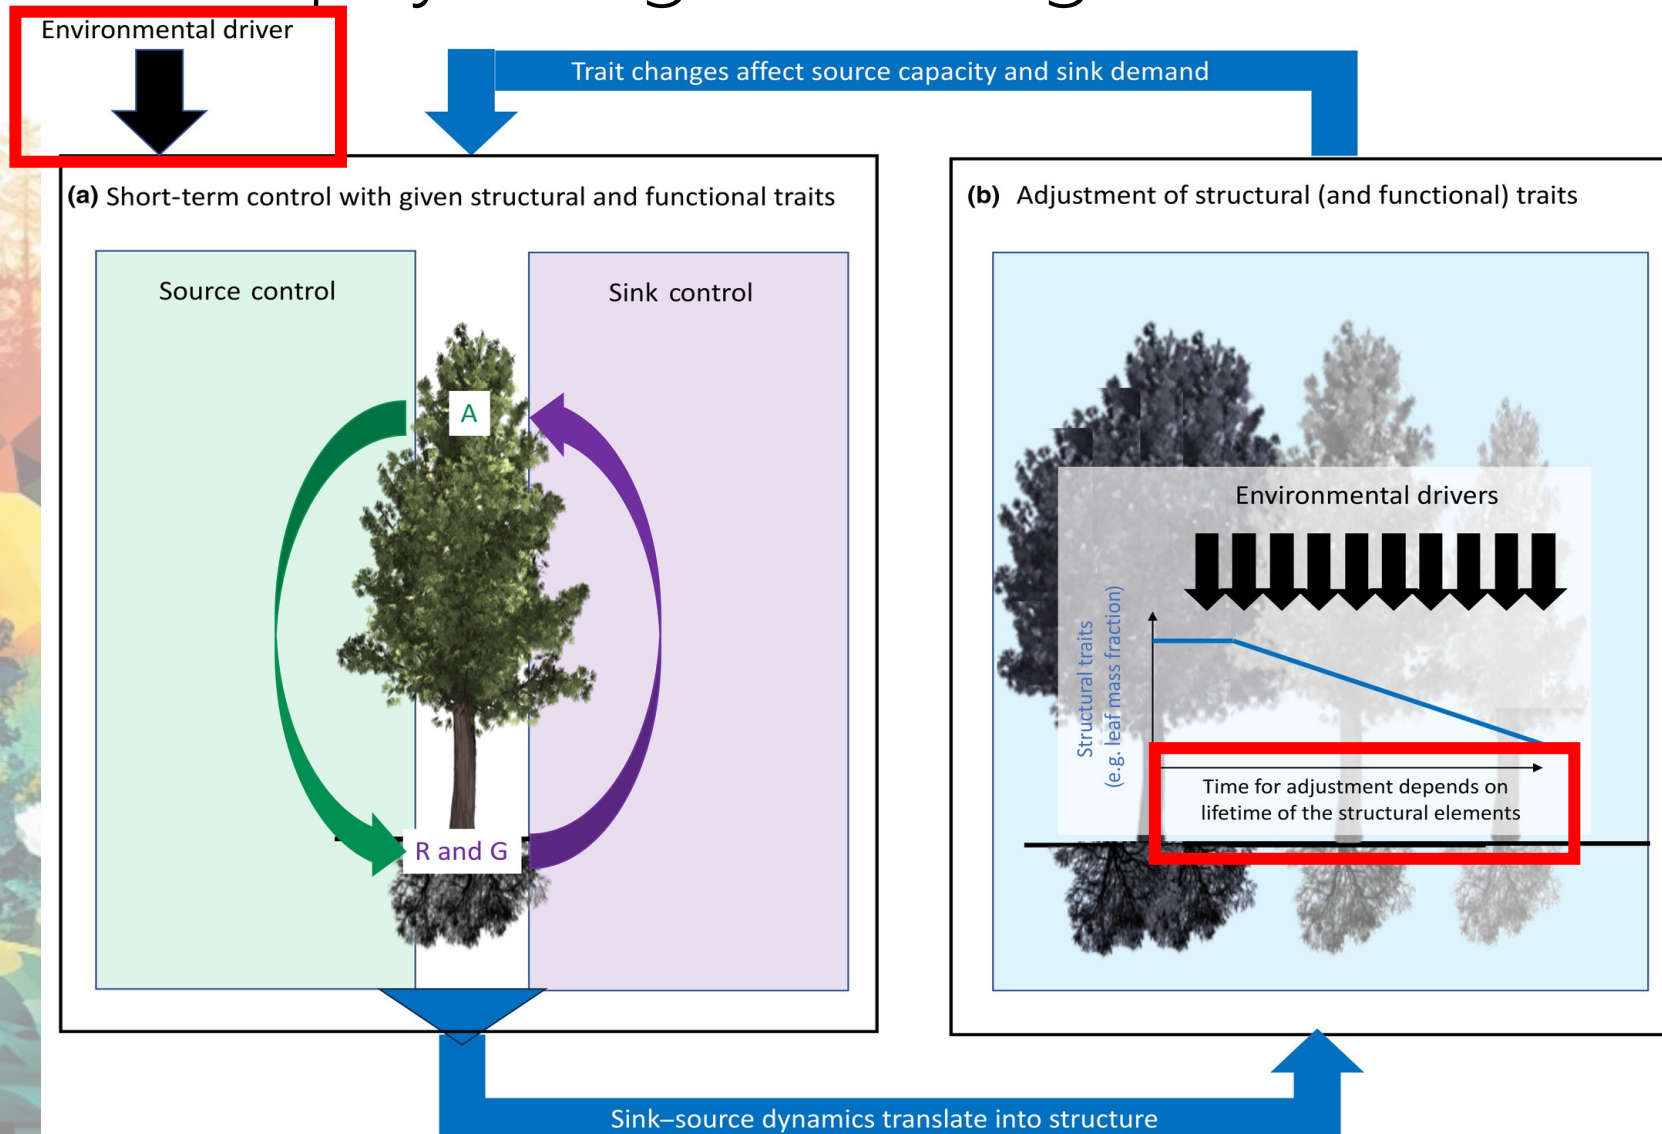 Environmental driver
Trait changes affect source capacity and sink demand
(a) Short-term control with given structural and functional traits
Source control
Sink control
A
R and G
(b) Adjustment of structural (and functional) traits
Environmental drivers
Structural traits
(e.g. leaf mass fraction)
Time for adjustment depends on
lifetime of the structural elements
Sink–source dynamics translate into structure